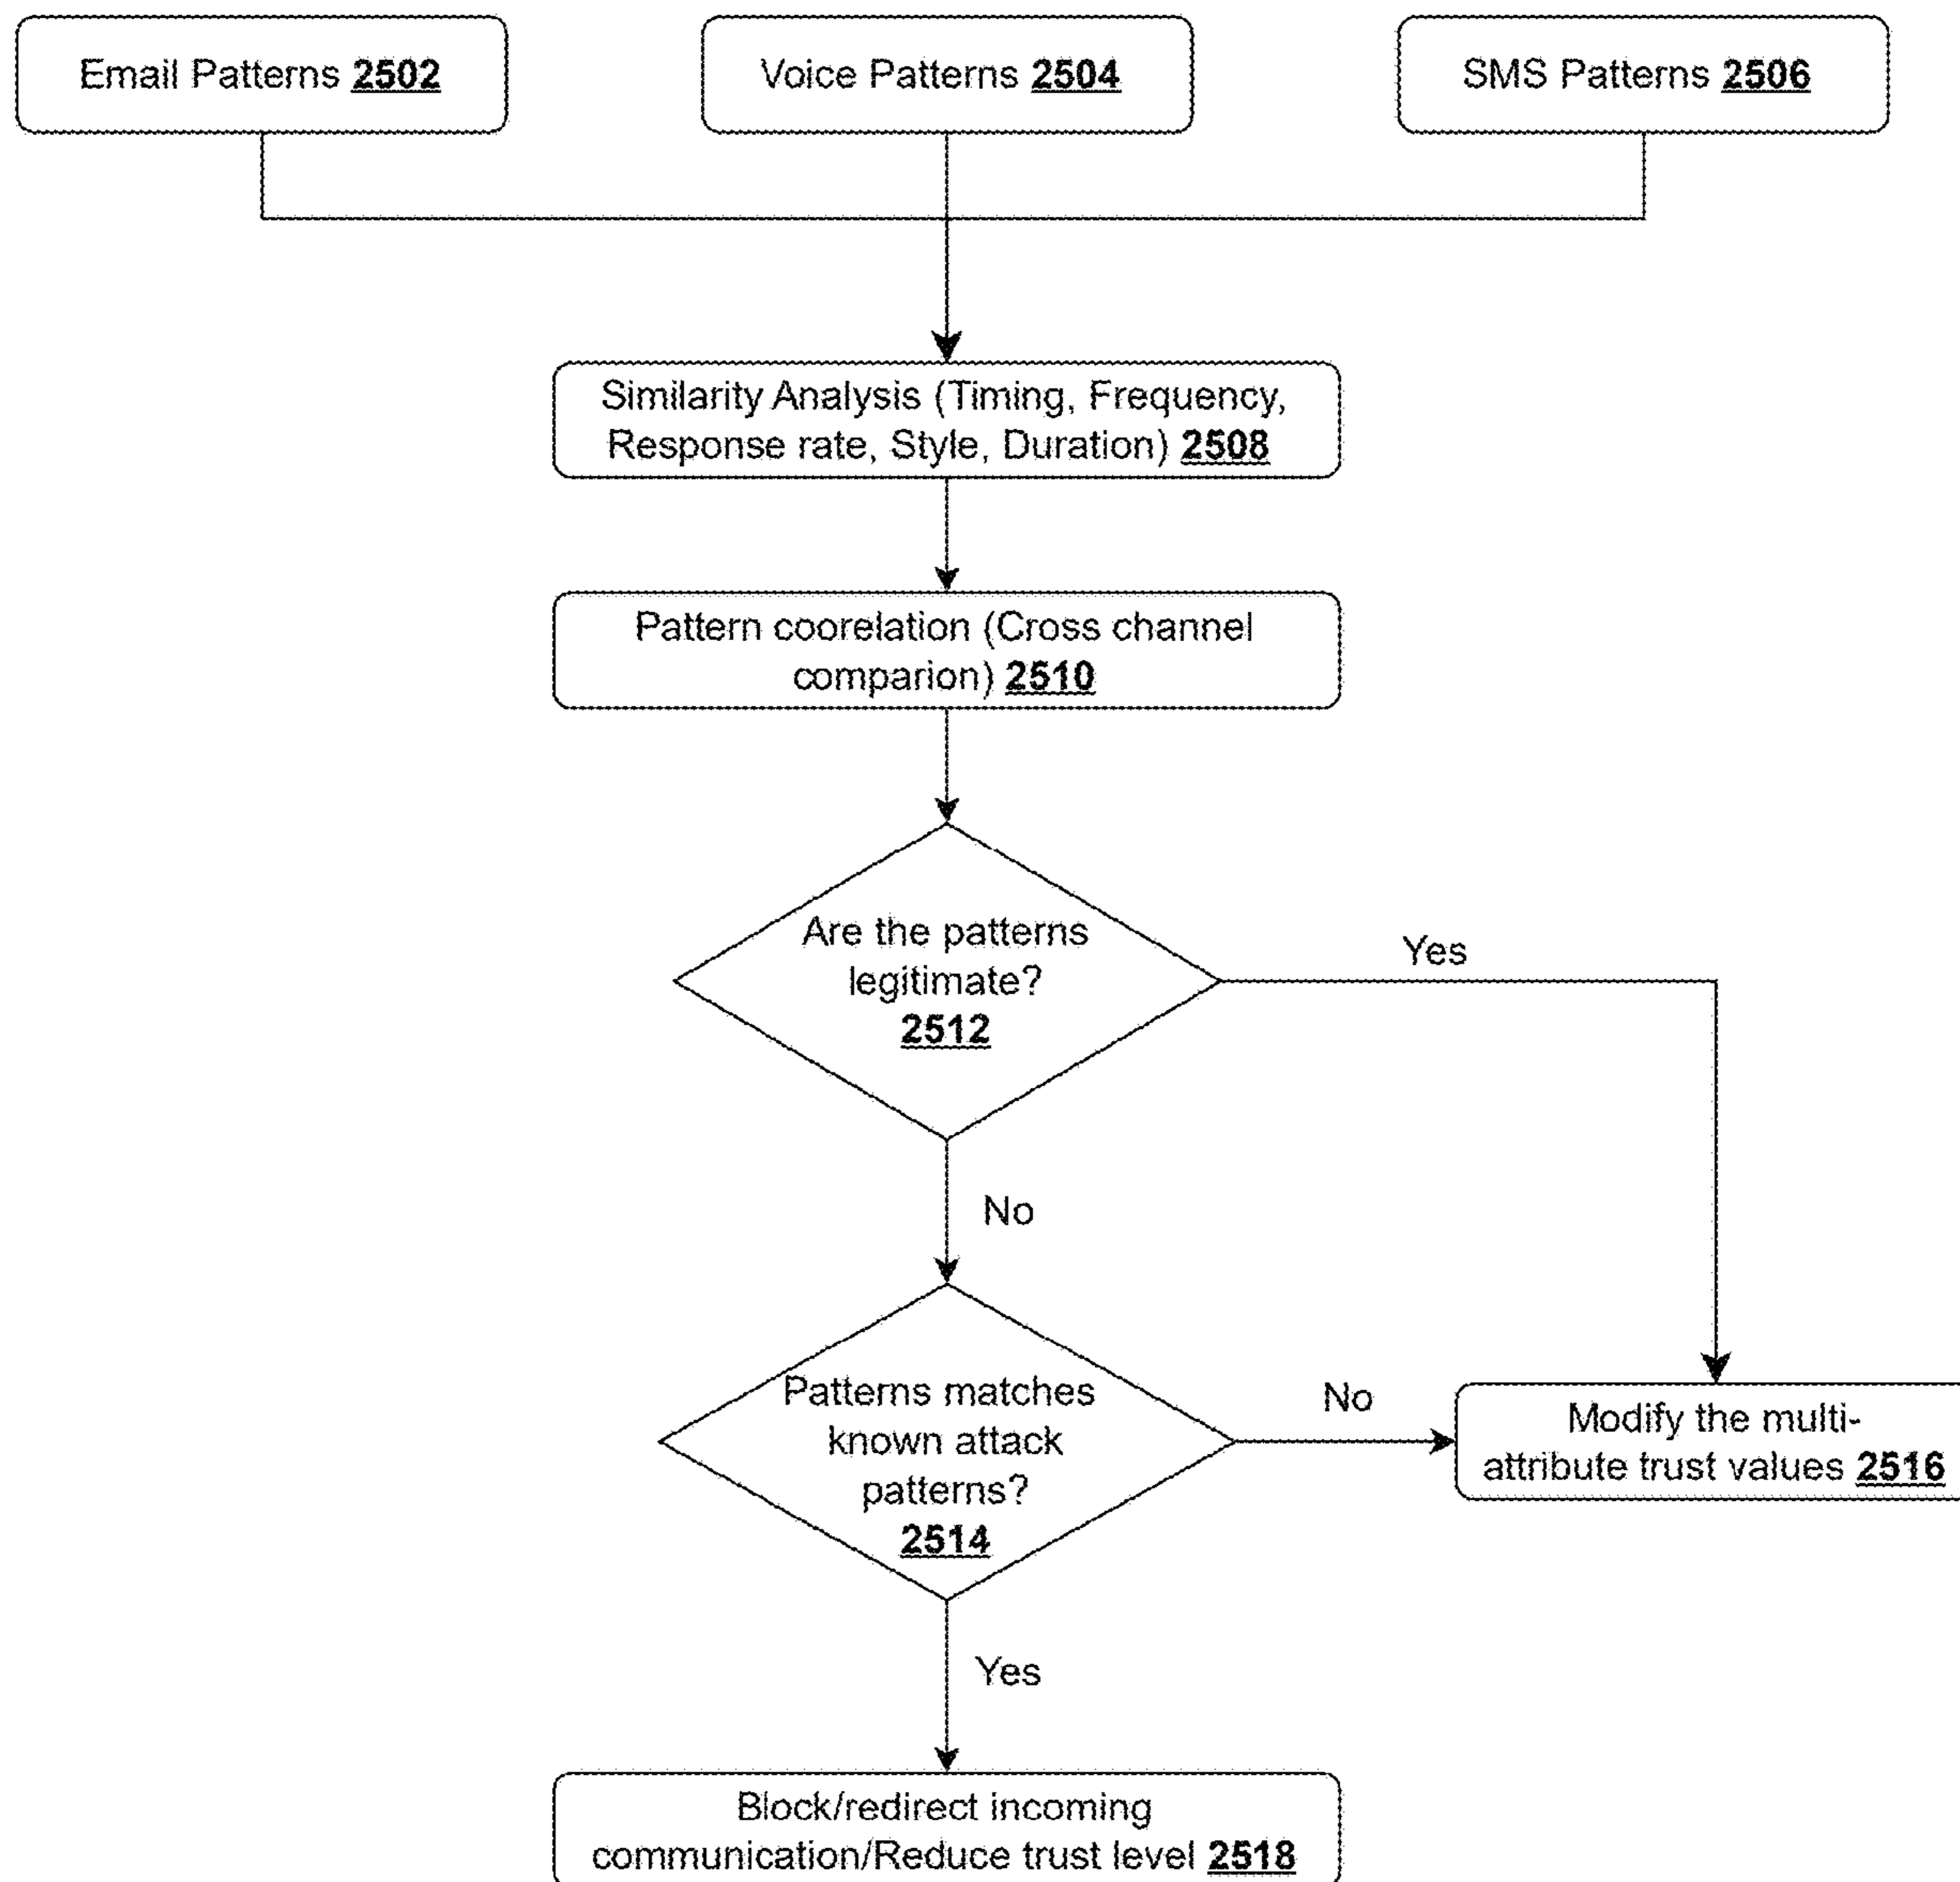 Email Patterns 2502
Voice Patterns 2504
SMS Patterns 2506
Similarity Analysis (Timing, Frequency,
Response rate, Style, Duration) 2508
Pattern coorelation (Cross channel
comparion) 2510
Are the patterns
legitimate?
2512
Yes
No
Patterns matches
known attack
patterns?
2514
No
Modify the multi-
attribute trust values 2516
Yes
Block/redirect incoming
communication/Reduce trust level 2518